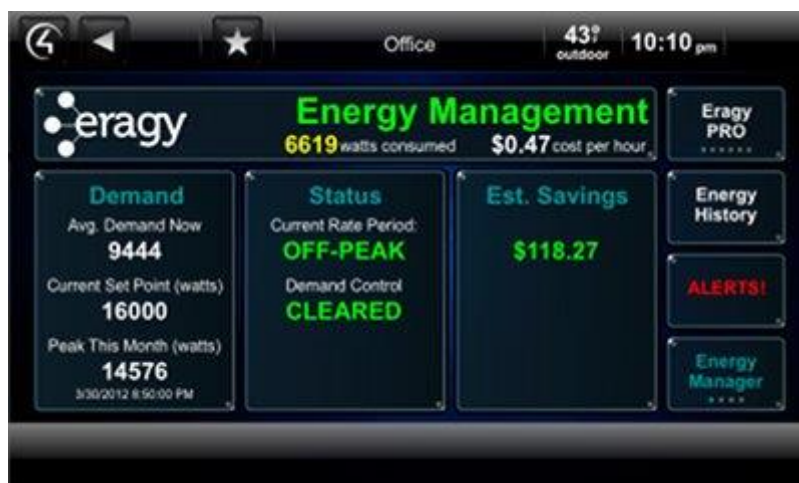 Office
43°
outdoor
10:10 pm
eragy
Energy Management
6619 watts consumed
$0.47 cost per hour
Eragy
PRO
Demand
Avg. Demand Now
9444
Current Set Point (watts)
16000
Peak This Month (watts)
14576
3/30/2012 8:50:00 PM
Status
Current Rate Period:
OFF-PEAK
Demand Control
CLEARED
Est. Savings
$118.27
Energy
History
ALERTS!
Energy
Manager